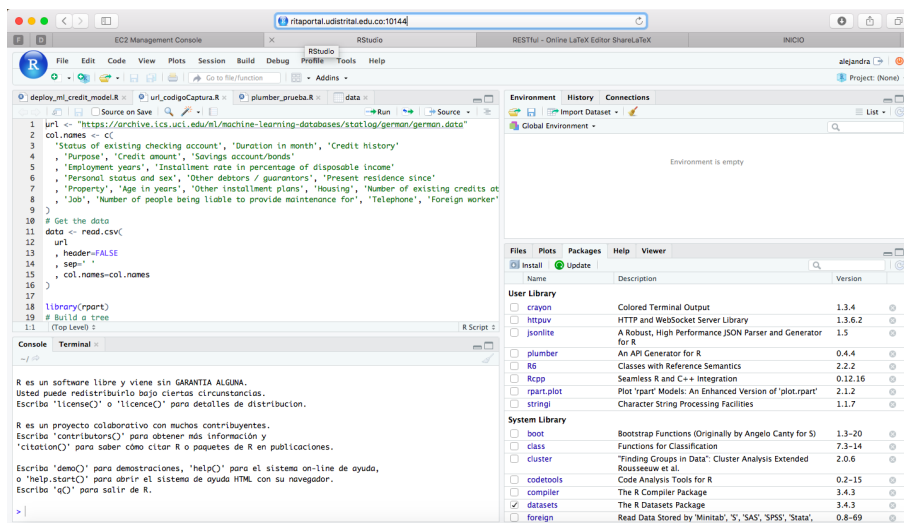 ritaportal.udistrital.edu.co:10144
EC2 Management Console
RStudio
RESTful - Online LaTeX Editor ShareLaTeX
INICIO
RStudio
R
File Edit Code View Plots Session Build Debug Profile Tools Help
alejandra
Go to file/function
Addins
Project: (None)
deploy_ml_credit_model.R
url_codigoCaptura.R
plumber_prueba.R
data
Source on Save
Run
Source
1 url <- "https://archive.ics.uci.edu/ml/machine-learning-databases/statlog/german/german.data"
2 col.names <- c(
3 'Status of existing checking account', 'Duration in month', 'Credit history'
4 , 'Purpose', 'Credit amount', 'Savings account/bonds'
5 , 'Employment years', 'Installment rate in percentage of disposable income'
6 , 'Personal status and sex', 'Other debtors / guarantors', 'Present residence since'
7 , 'Property', 'Age in years', 'Other installment plans', 'Housing', 'Number of existing credits at
8 , 'Job', 'Number of people being liable to provide maintenance for', 'Telephone', 'Foreign worker'
9 )
10 # Get the data
11 data <- read.csv(
12 url
13 , header=FALSE
14 , sep=' '
15 , col.names=col.names
16 )
17
18 library(rpart)
19 # Build a tree
1:1 (Top Level) R Script
Console Terminal
~/
R es un software libre y viene sin GARANTIA ALGUNA.
Usted puede redistribuirlo bajo ciertas circunstancias.
Escriba 'license()' o 'licence()' para detalles de distribucion.
R es un proyecto colaborativo con muchos contribuyentes.
Escriba 'contributors()' para obtener más información y
'citation()' para saber cómo citar R o paquetes de R en publicaciones.
Escriba 'demo()' para demostraciones, 'help()' para el sistema on-line de ayuda,
o 'help.start()' para abrir el sistema de ayuda HTML con su navegador.
Escriba 'q()' para salir de R.
>
Environment History Connections
Import Dataset
List
Global Environment
Environment is empty
Files Plots Packages Help Viewer
Install Update
Name Description Version
User Library
crayon Colored Terminal Output 1.3.4
httpuv HTTP and WebSocket Server Library 1.3.6.2
jsonlite A Robust, High Performance JSON Parser and Generator 1.5
for R
plumber An API Generator for R 0.4.4
R6 Classes with Reference Semantics 2.2.2
Rcpp Seamless R and C++ Integration 0.12.16
rpart.plot Plot 'rpart' Models: An Enhanced Version of 'plot.rpart' 2.1.2
stringi Character String Processing Facilities 1.1.7
System Library
boot Bootstrap Functions (Originally by Angelo Canty for S) 1.3-20
class Functions for Classification 7.3-14
cluster "Finding Groups in Data": Cluster Analysis Extended 2.0.6
Rousseeuw et al.
codetools Code Analysis Tools for R 0.2-15
compiler The R Compiler Package 3.4.3
datasets The R Datasets Package 3.4.3
foreign Read Data Stored by 'Minitab', 'S', 'SAS', 'SPSS', 'Stata', 0.8-69